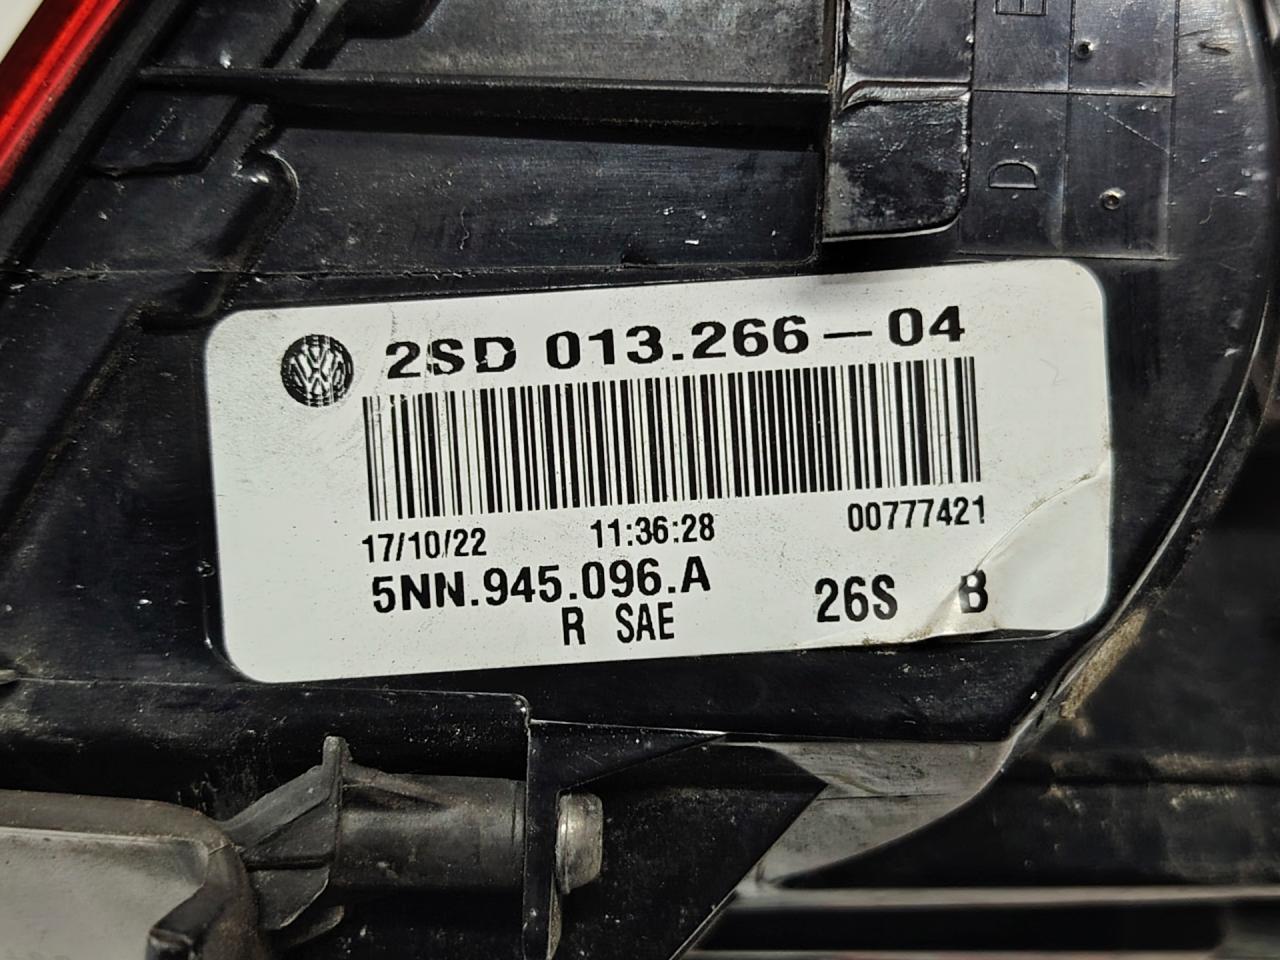 E
D
2SD 013.266-04
17/10/22 11:36:28 00777421
5NN.945.096.A
R SAE 26S B